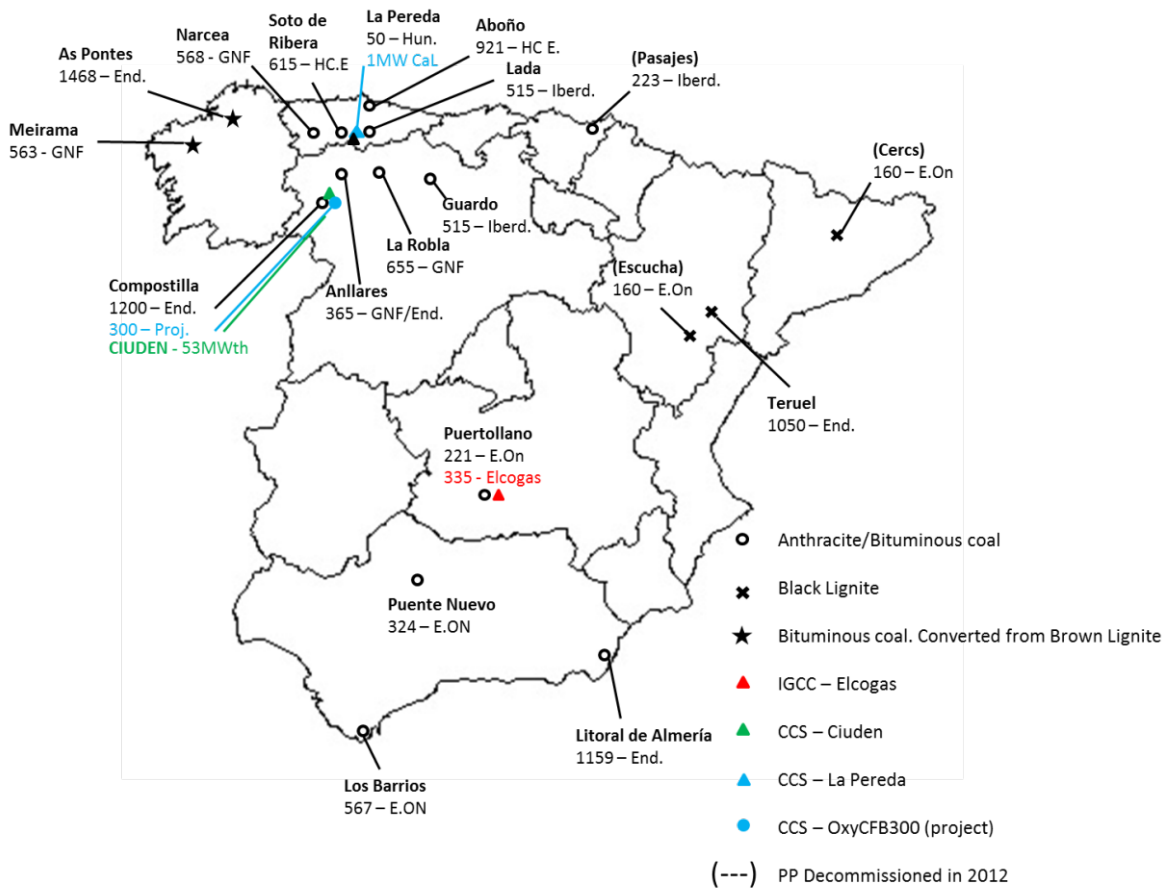 As Pontes
1468 – End.
Meirama
563 - GNF
Narcea
568 - GNF
Soto de
Ribera
615 – HC.E
La Pereda
50 – Hun.
1MW CaL
Aboño
921 – HC E.
Lada
515 – Iberd.
(Pasajes)
223 – Iberd.
(Cercs)
160 – E.On
Guardo
515 – Iberd.
La Robla
655 – GNF
Anllares
365 – GNF/End.
Compostilla
1200 – End.
300 – Proj.
CIUDEN - 53MWth
(Escucha)
160 – E.On
Teruel
1050 – End.
Puertollano
221 – E.On
335 - Elcogas
Puente Nuevo
324 – E.ON
Litoral de Almería
1159 – End.
Los Barrios
567 – E.ON
Anthracite/Bituminous coal
Black Lignite
Bituminous coal. Converted from Brown Lignite
IGCC – Elcogas
CCS – Ciuden
CCS – La Pereda
CCS – OxyCFB300 (project)
(---) PP Decommissioned in 2012